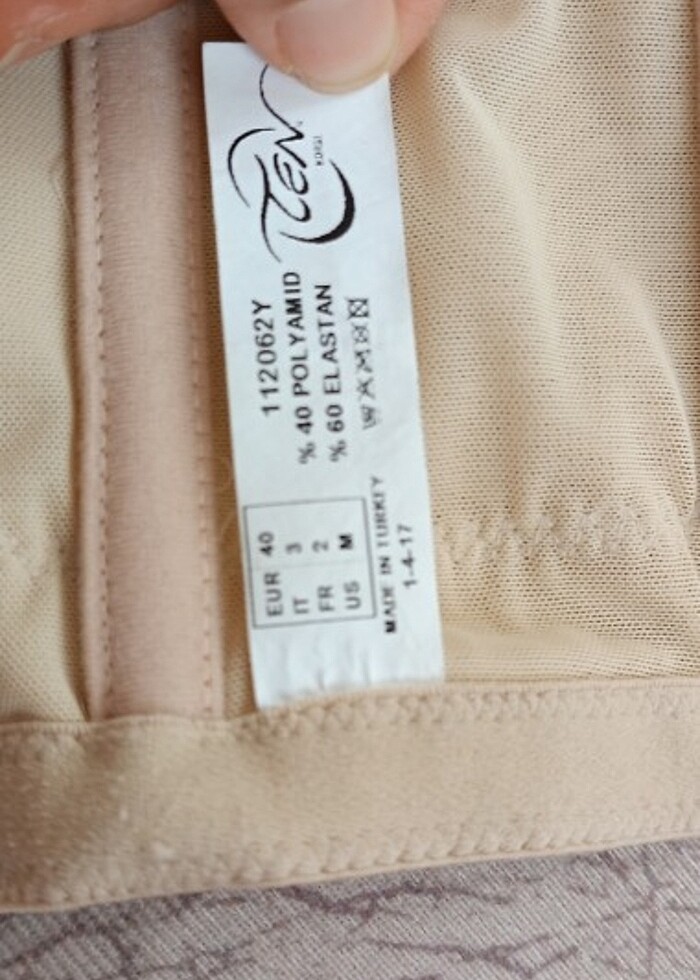 TEN
KORSE
112062Y
% 40 POLYAMID
% 60 ELASTAN
EUR 40
IT 3
FR 2
US M
MADE IN TURKEY
1-4-17